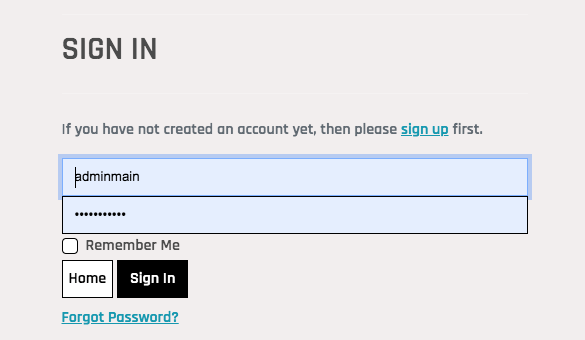 SIGN IN
If you have not created an account yet, then please sign up first.
adminmain
•••••••••••
Remember Me
Home Sign In
Forgot Password?